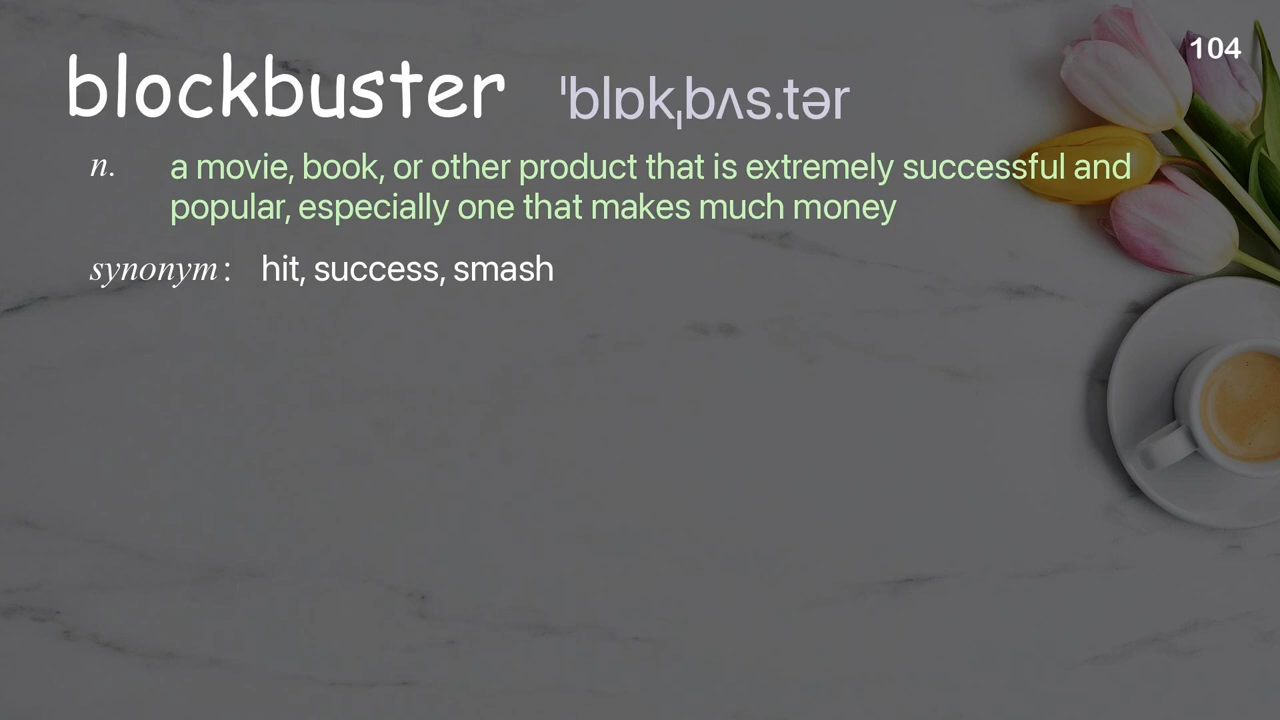 104
blockbuster ˈblɒkˌbʌs.tər
n. a movie, book, or other product that is extremely successful and
popular, especially one that makes much money
synonym: hit, success, smash